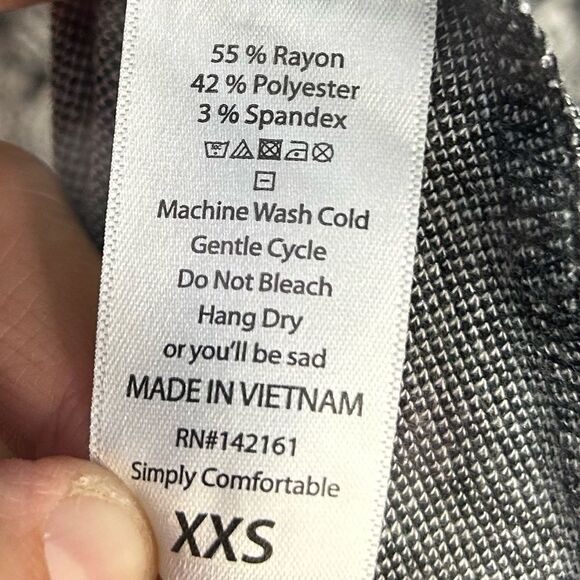 55 % Rayon
42 % Polyester
3 % Spandex
Machine Wash Cold
Gentle Cycle
Do Not Bleach
Hang Dry
or you'll be sad
MADE IN VIETNAM
RN#142161
Simply Comfortable
XXS